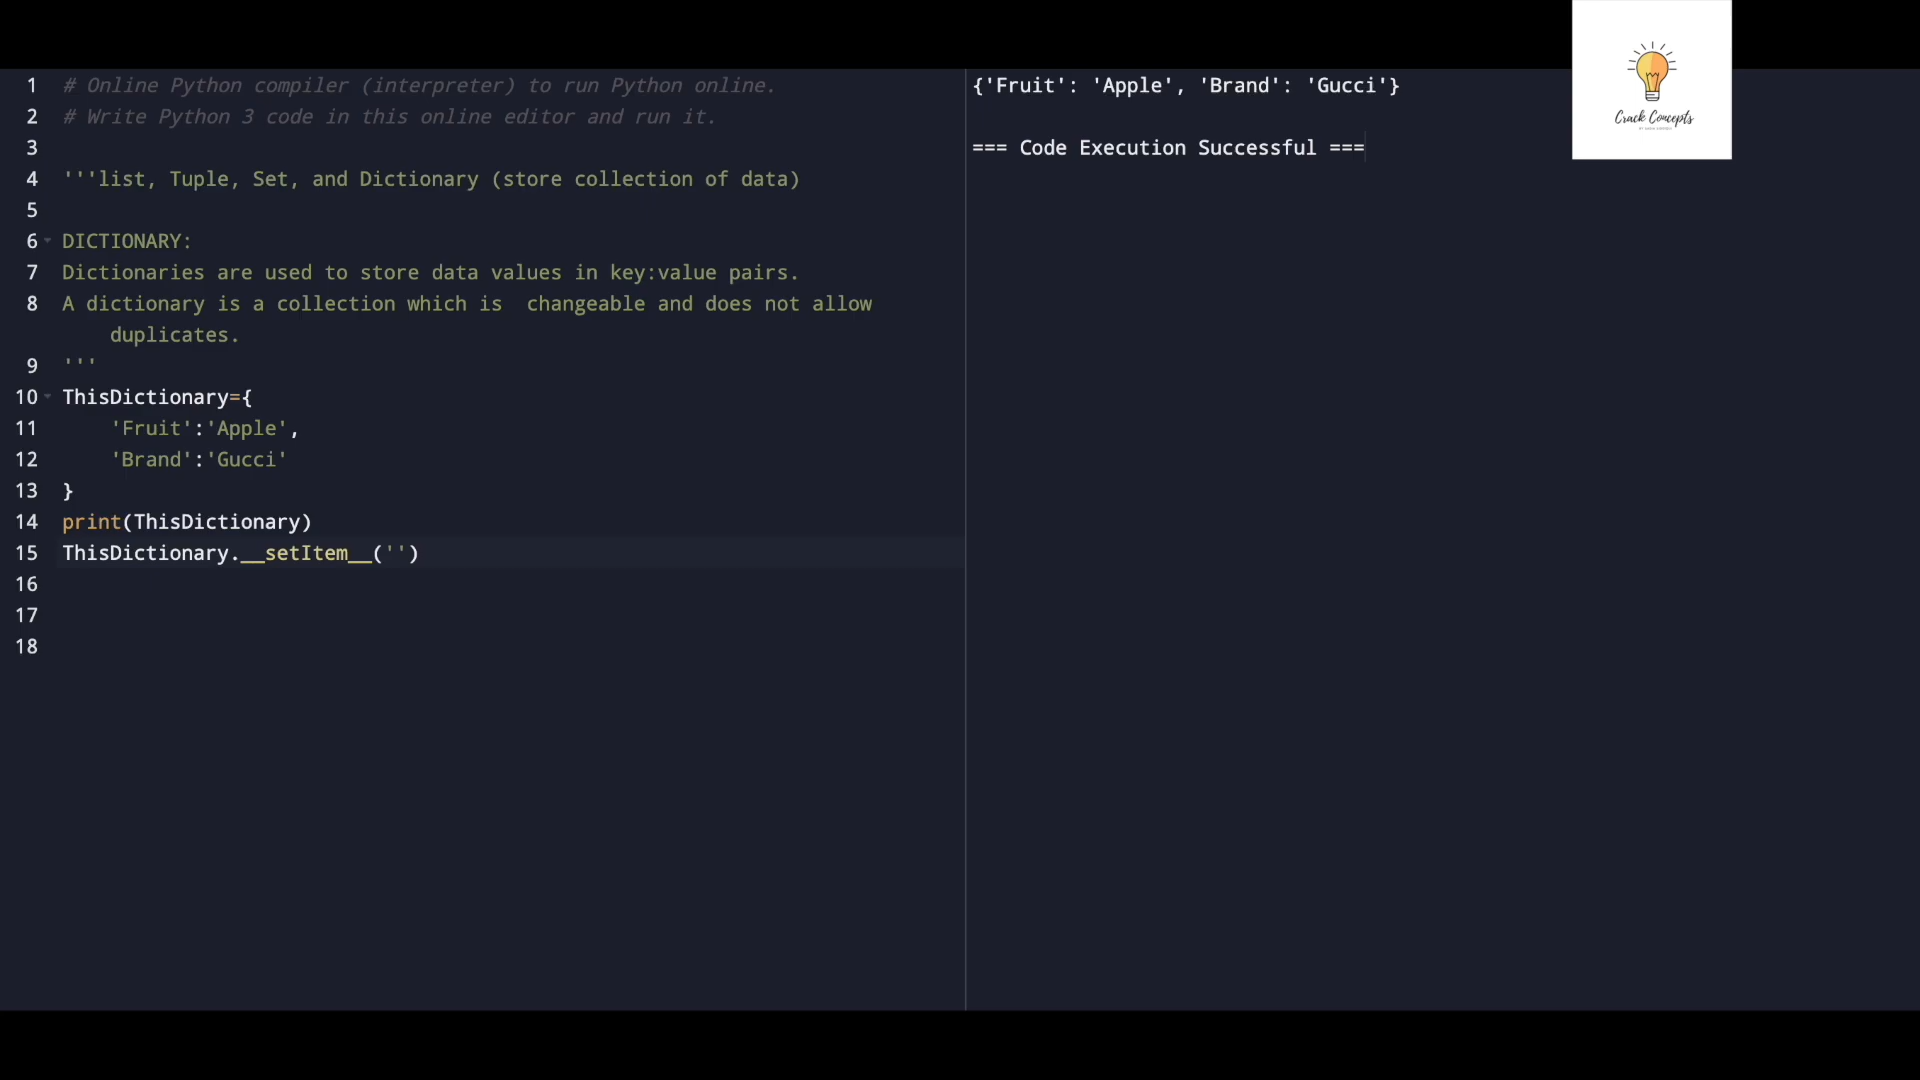 1 # Online Python compiler (interpreter) to run Python online.
2 # Write Python 3 code in this online editor and run it.
3
4 '''list, Tuple, Set, and Dictionary (store collection of data)
5
6 DICTIONARY:
7 Dictionaries are used to store data values in key:value pairs.
8 A dictionary is a collection which is  changeable and does not allow
duplicates.
9 '''
10 ThisDictionary={
11     'Fruit':'Apple',
12     'Brand':'Gucci'
13 }
14 print(ThisDictionary)
15 ThisDictionary.__setItem__('')
16
17
18
{'Fruit': 'Apple', 'Brand': 'Gucci'}
=== Code Execution Successful ===
Crack Concepts